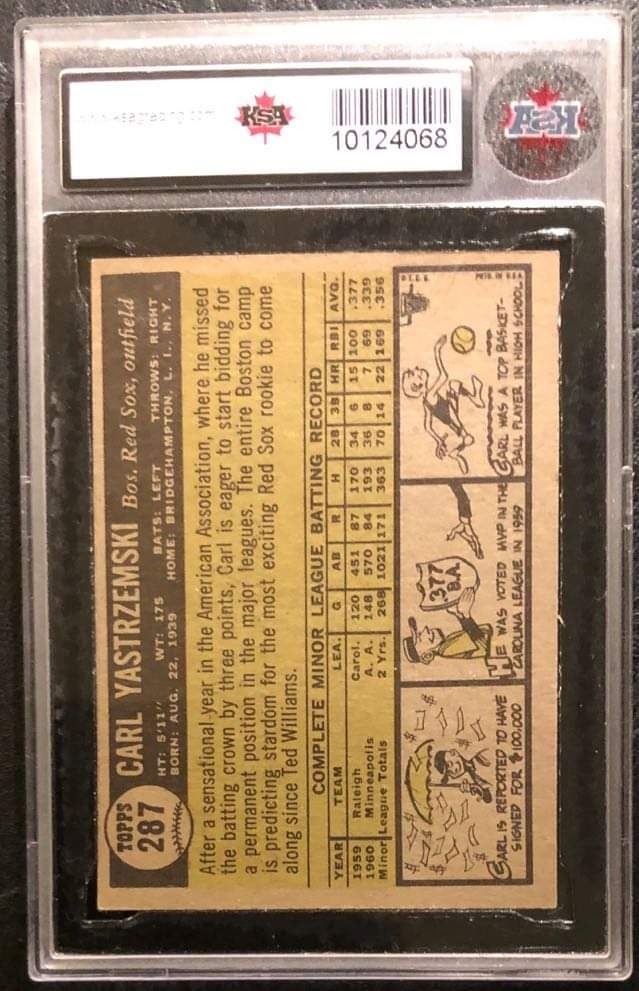 www.ksagrading.com
KSA
10124068
KSA
TOPPS
287
CARL YASTRZEMSKI Bos. Red Sox, outfield
HT: 5'11" WT: 175 BATS: LEFT THROWS: RIGHT
BORN: AUG. 22, 1939 HOME: BRIDGEHAMPTON, L. I., N. Y.
After a sensational year in the American Association, where he missed
the batting crown by three points, Carl is eager to start bidding for
a permanent position in the major leagues. The entire Boston camp
is predicting stardom for the most exciting Red Sox rookie to come
along since Ted Williams.
COMPLETE MINOR LEAGUE BATTING RECORD
YEAR TEAM LEA. G AB R H 2B 3B HR RBI AVG.
1959 Raleigh Carol. 120 451 87 170 34 6 15 100 .377
1960 Minneapolis A. A. 148 570 84 193 36 8 7 69 .339
Minor League Totals 2 Yrs. 268 1021 171 363 70 14 22 169 .356
CARL IS REPORTED TO HAVE
SIGNED FOR $100,000
.377
B.A.
HE WAS VOTED MVP IN THE
CAROLINA LEAGUE IN 1959
CARL WAS A TOP BASKET-
BALL PLAYER IN HIGH SCHOOL
©T.C.G.
PRTD. IN U.S.A.